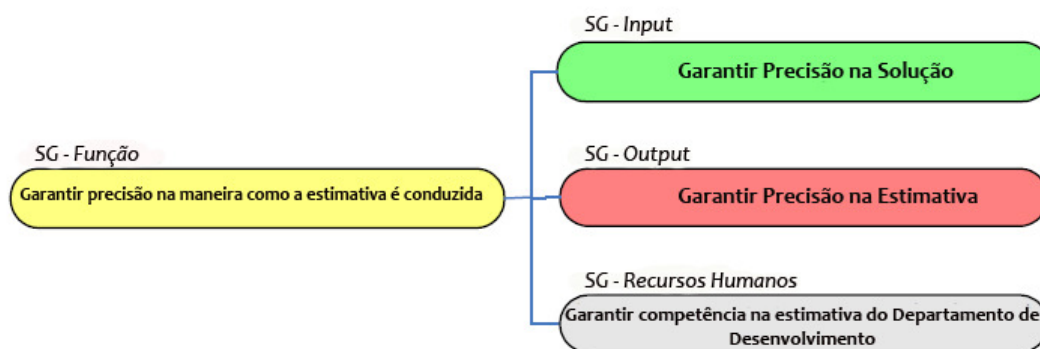 SG - Input
Garantir Precisão na Solução
SG - Função
Garantir precisão na maneira como a estimativa é conduzida
SG - Output
Garantir Precisão na Estimativa
SG - Recursos Humanos
Garantir competência na estimativa do Departamento de
Desenvolvimento